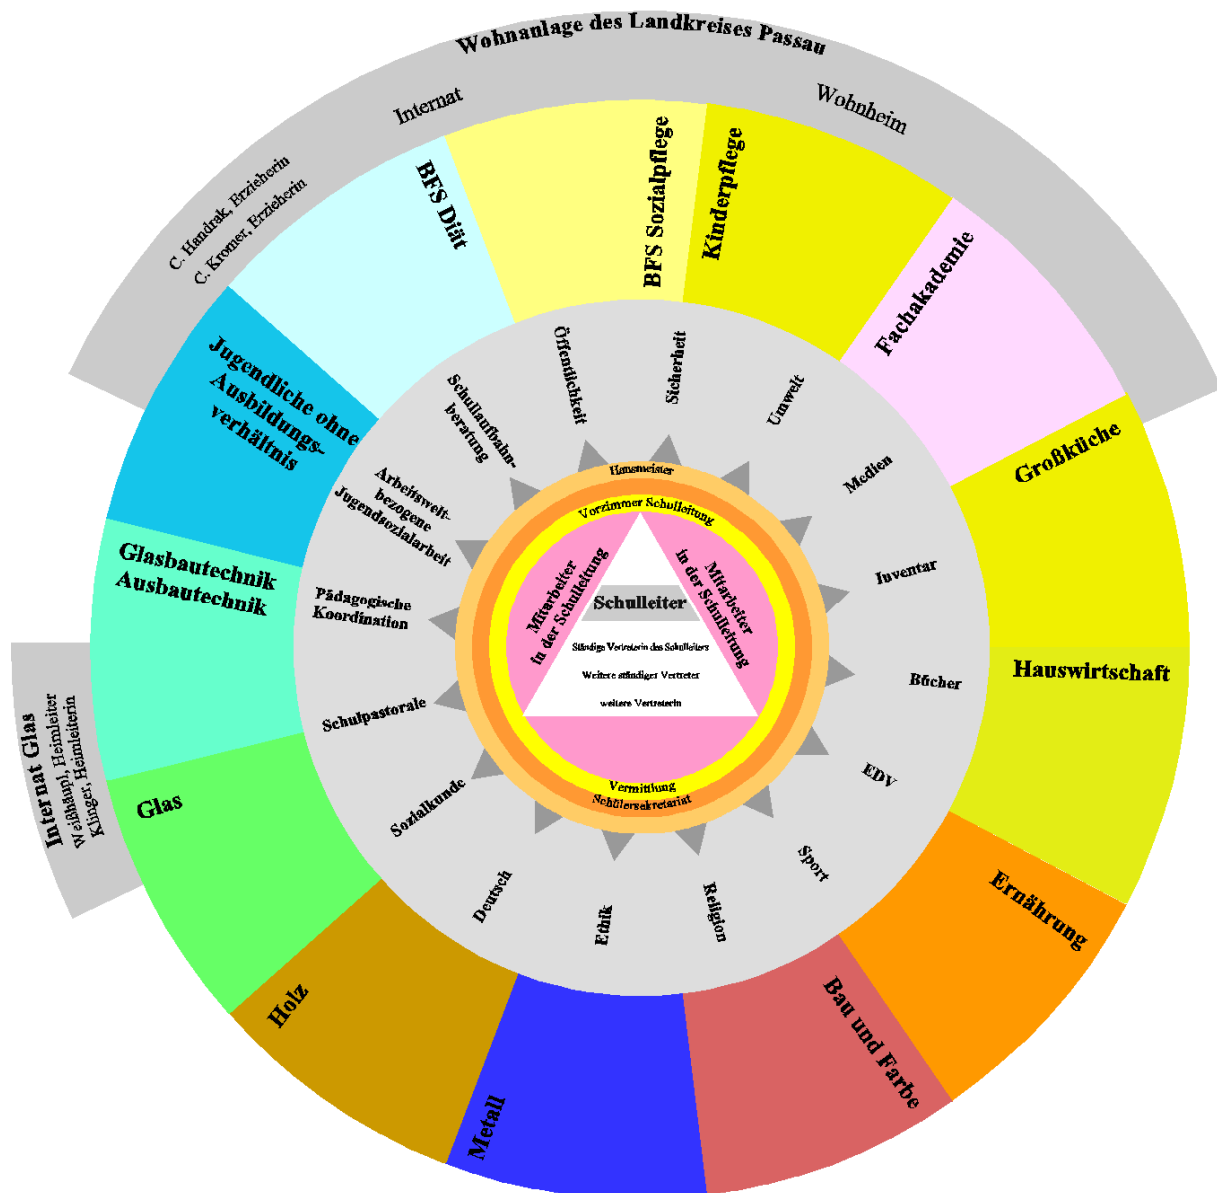 Wohnanlage des Landkreises Passau
Internat
Wohnheim
C. Handrak, Erzieherin
C. Kromer, Erzieherin
BFS Diät
BFS Sozialpflege
Kinderpflege
Fachakademie
Großküche
Hauswirtschaft
Ernährung
Bau und Farbe
Metall
Holz
Glas
Glasbautechnik
Ausbautechnik
Jugendliche ohne
Ausbildungs-
verhältnis
Internat Glas
Weißhäupl, Heimleiter
Klinger, Heimleiterin
Öffentlichkeit
Sicherheit
Umwelt
Medien
Inventar
Bücher
EDV
Sport
Religion
Ethik
Deutsch
Sozialkunde
Schulpastorale
Pädagogische
Koordination
Arbeitswelt-
bezogene
Jugendsozialarbeit
Schullaufbahn-
beratung
Hausmeister
Vorzimmer Schulleitung
Mitarbeiter
in der Schulleitung
Mitarbeiter
in der Schulleitung
Schulleiter
Ständige Vertreterin des Schulleiters
Weitere ständiger Vertreter
weitere Vertreterin
Vermittlung
Schülersekretariat